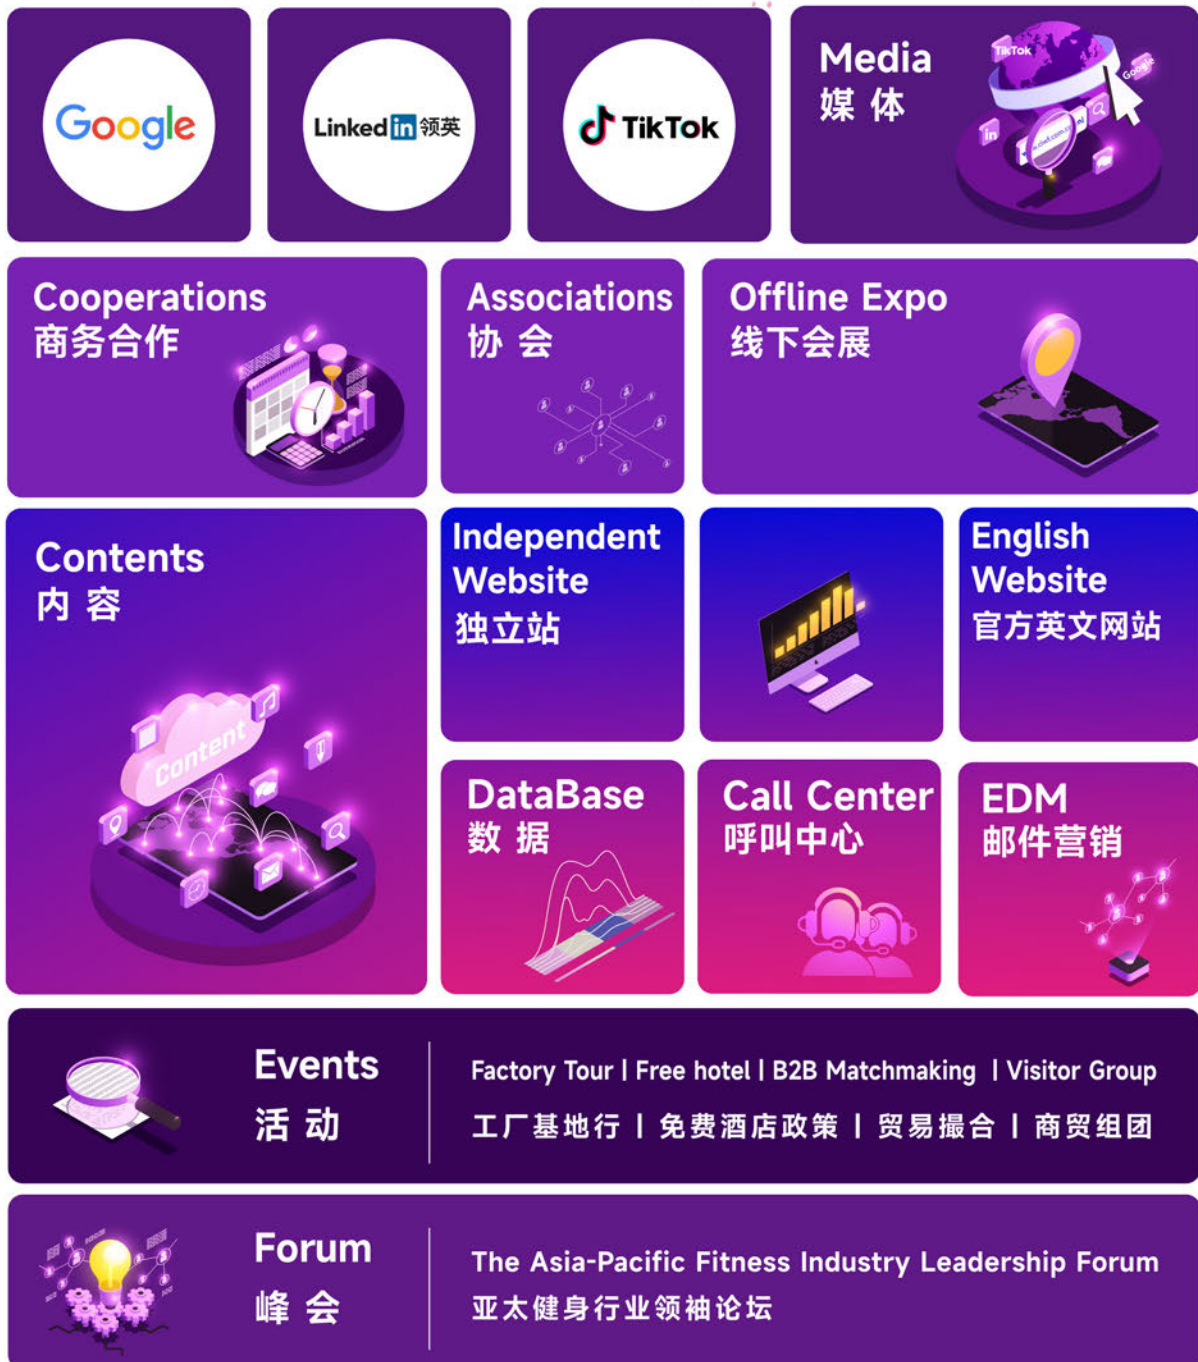 Google
Linked in 领英
TikTok
Media
媒体
TikTok
Google
in
Cooperations
商务合作
Associations
协会
Offline Expo
线下会展
Contents
内容
Content
Independent
Website
独立站
English
Website
官方英文网站
DataBase
数据
Call Center
呼叫中心
EDM
邮件营销
Events
活动
Factory Tour | Free hotel | B2B Matchmaking | Visitor Group
工厂基地行 | 免费酒店政策 | 贸易撮合 | 商贸组团
Forum
峰会
The Asia-Pacific Fitness Industry Leadership Forum
亚太健身行业领袖论坛